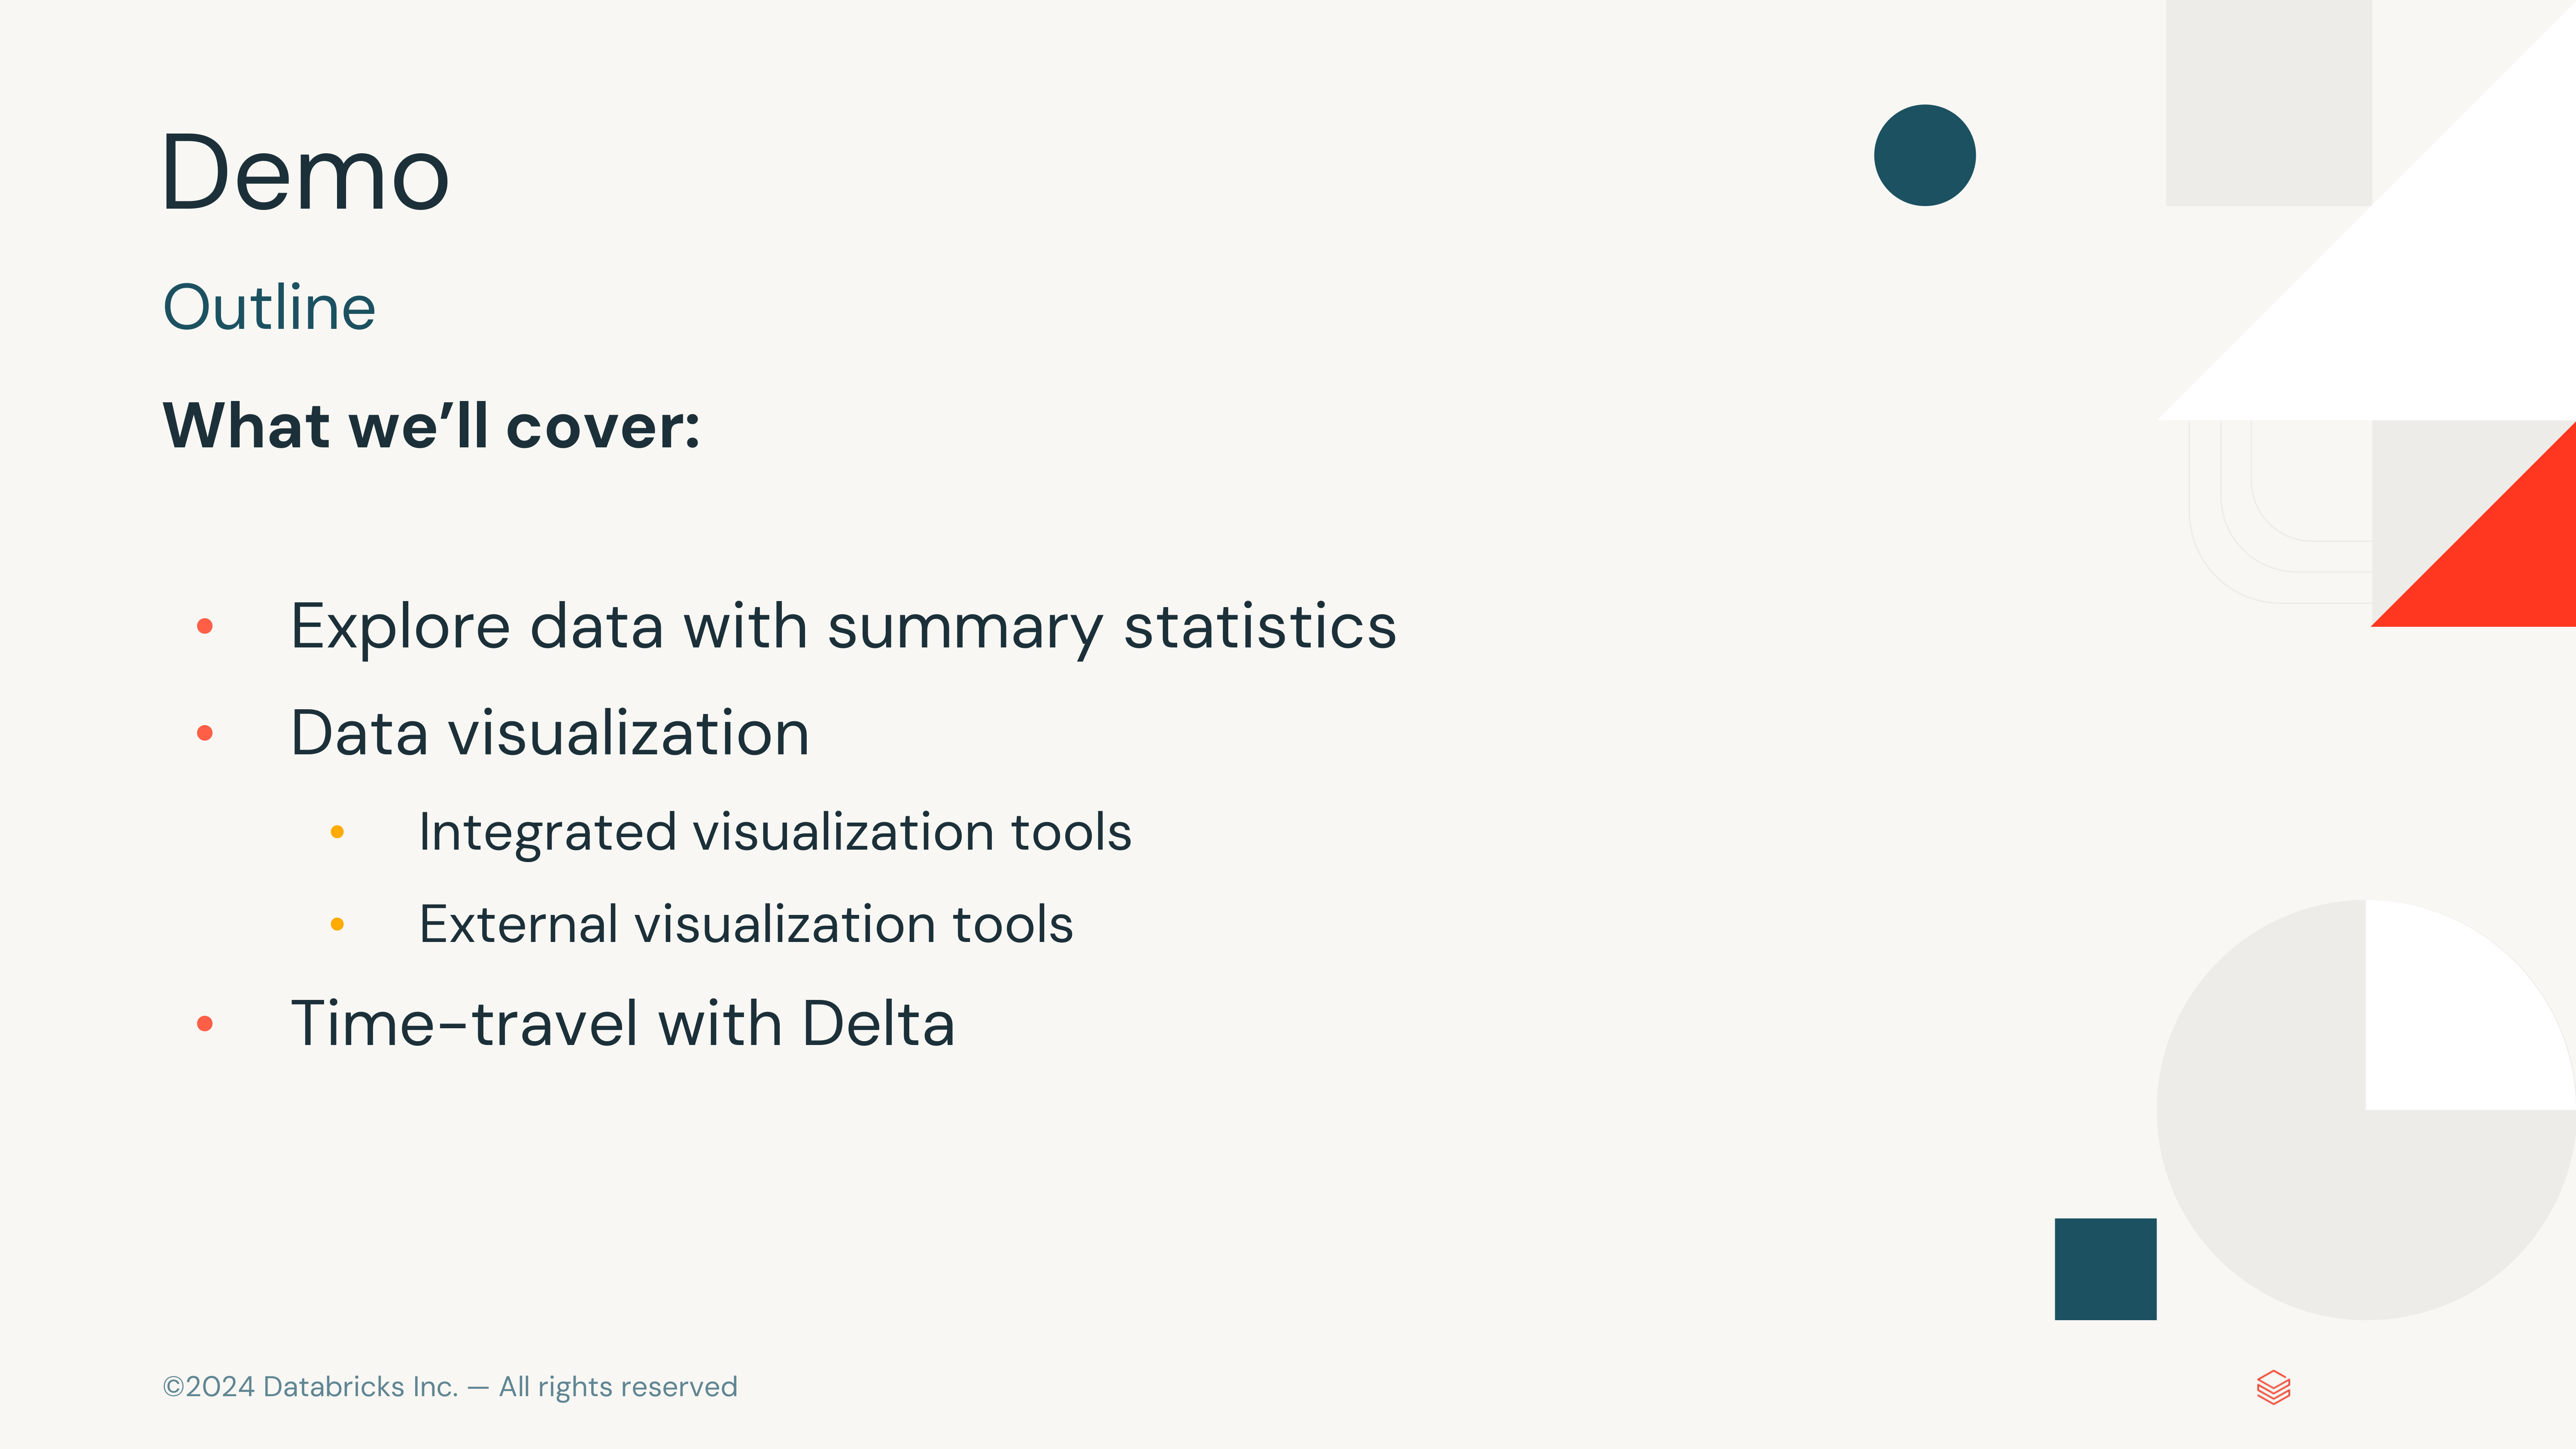 Demo
Outline
What we’ll cover:
• Explore data with summary statistics
• Data visualization
• Integrated visualization tools
• External visualization tools
• Time-travel with Delta
©2024 Databricks Inc. — All rights reserved